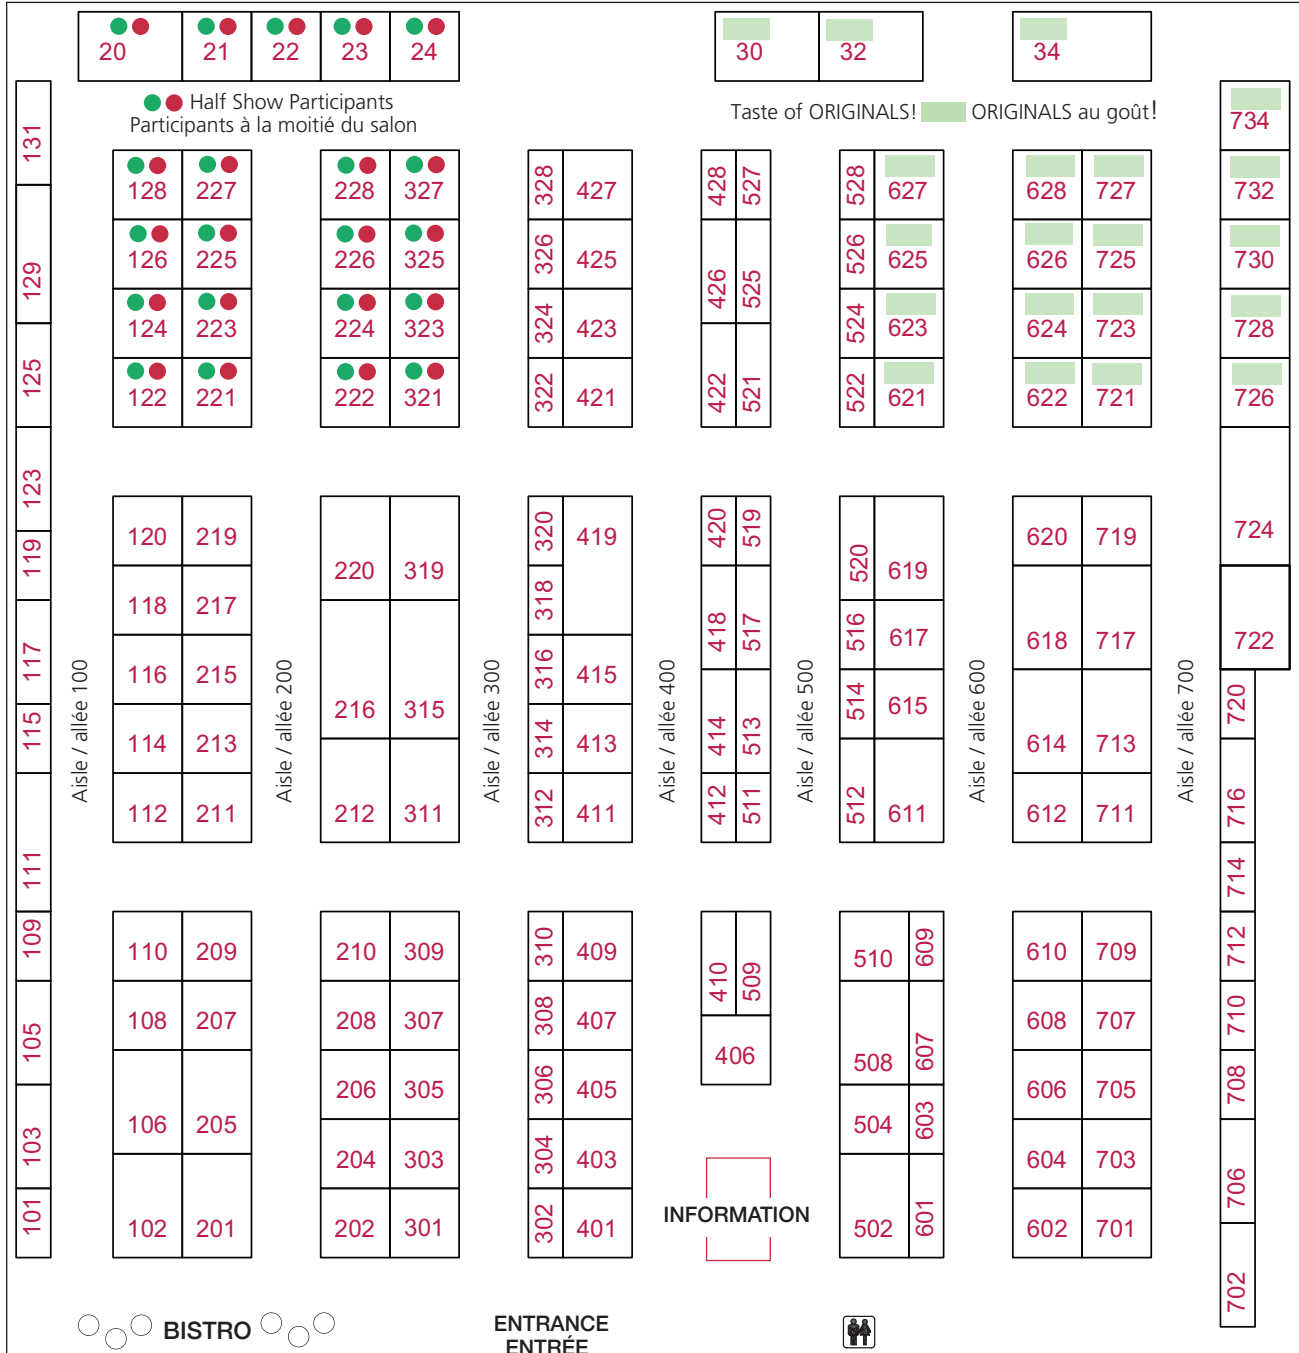 20 21 22 23 24 30 32 34
Half Show Participants
Participants à la moitié du salon
Taste of ORIGINALS! ORIGINALS au goût!
131 734
128 227 228 327 328 427 428 527 528 627 628 727 732
129 126 225 226 325 326 425 426 525 526 625 626 725 730
124 223 224 323 324 423 524 623 624 723 728
125 122 221 222 321 322 421 422 521 522 621 622 721 726
123
119 120 219 220 319 320 419 420 519 520 619 620 719 724
118 217 318
117 116 215 316 415 418 517 516 617 618 717 722
115 114 213 216 315 314 413 414 513 514 615 614 713 720
Aisle / allée 100
Aisle / allée 200
Aisle / allée 300
Aisle / allée 400
Aisle / allée 500
Aisle / allée 600
Aisle / allée 700
112 211 212 311 312 411 412 511 512 611 612 711 716
111 714
109 110 209 210 309 310 409 410 509 510 609 610 709 712
105 108 207 208 307 308 407 406 508 607 608 707 710
206 305 306 405 606 705 708
103 106 205 204 303 304 403 504 603 604 703 706
101 102 201 202 301 302 401 502 601 602 701
INFORMATION
702
BISTRO
ENTRANCE
ENTRÉE